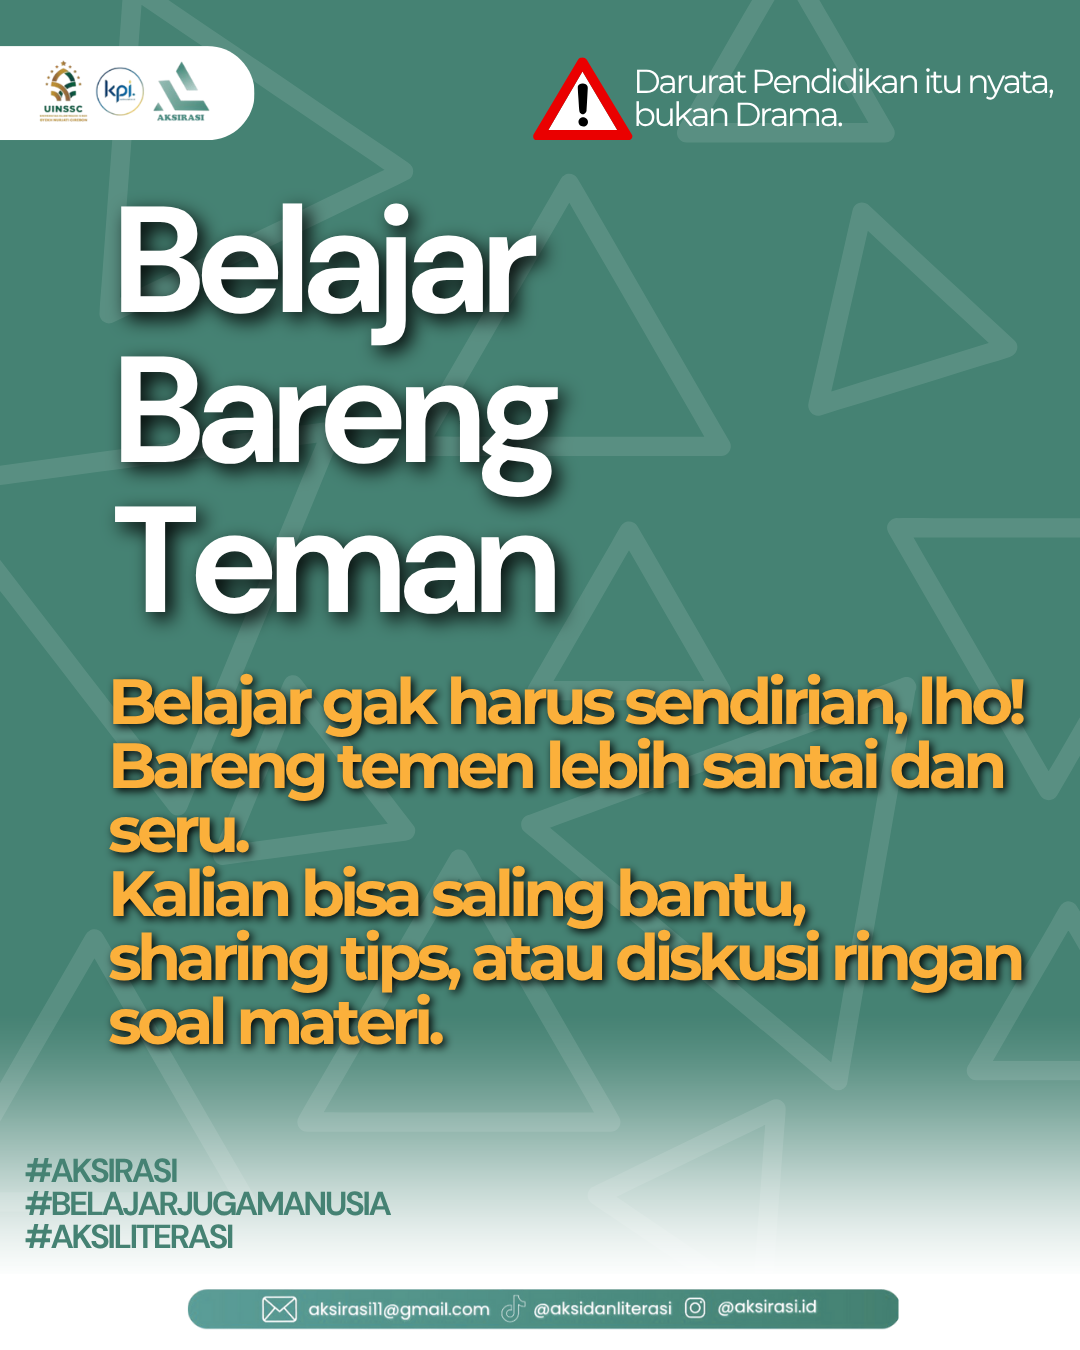 UINSSC
kpi.
AKSIRASI
Darurat Pendidikan itu nyata,
bukan Drama.
Belajar
Bareng
Teman
Belajar gak harus sendirian, lho!
Bareng temen lebih santai dan
seru.
Kalian bisa saling bantu,
sharing tips, atau diskusi ringan
soal materi.
#AKSIRASI
#BELAJARJUGAMANUSIA
#AKSILITERASI
aksirasi11@gmail.com @aksidanliterasi @aksirasi.id